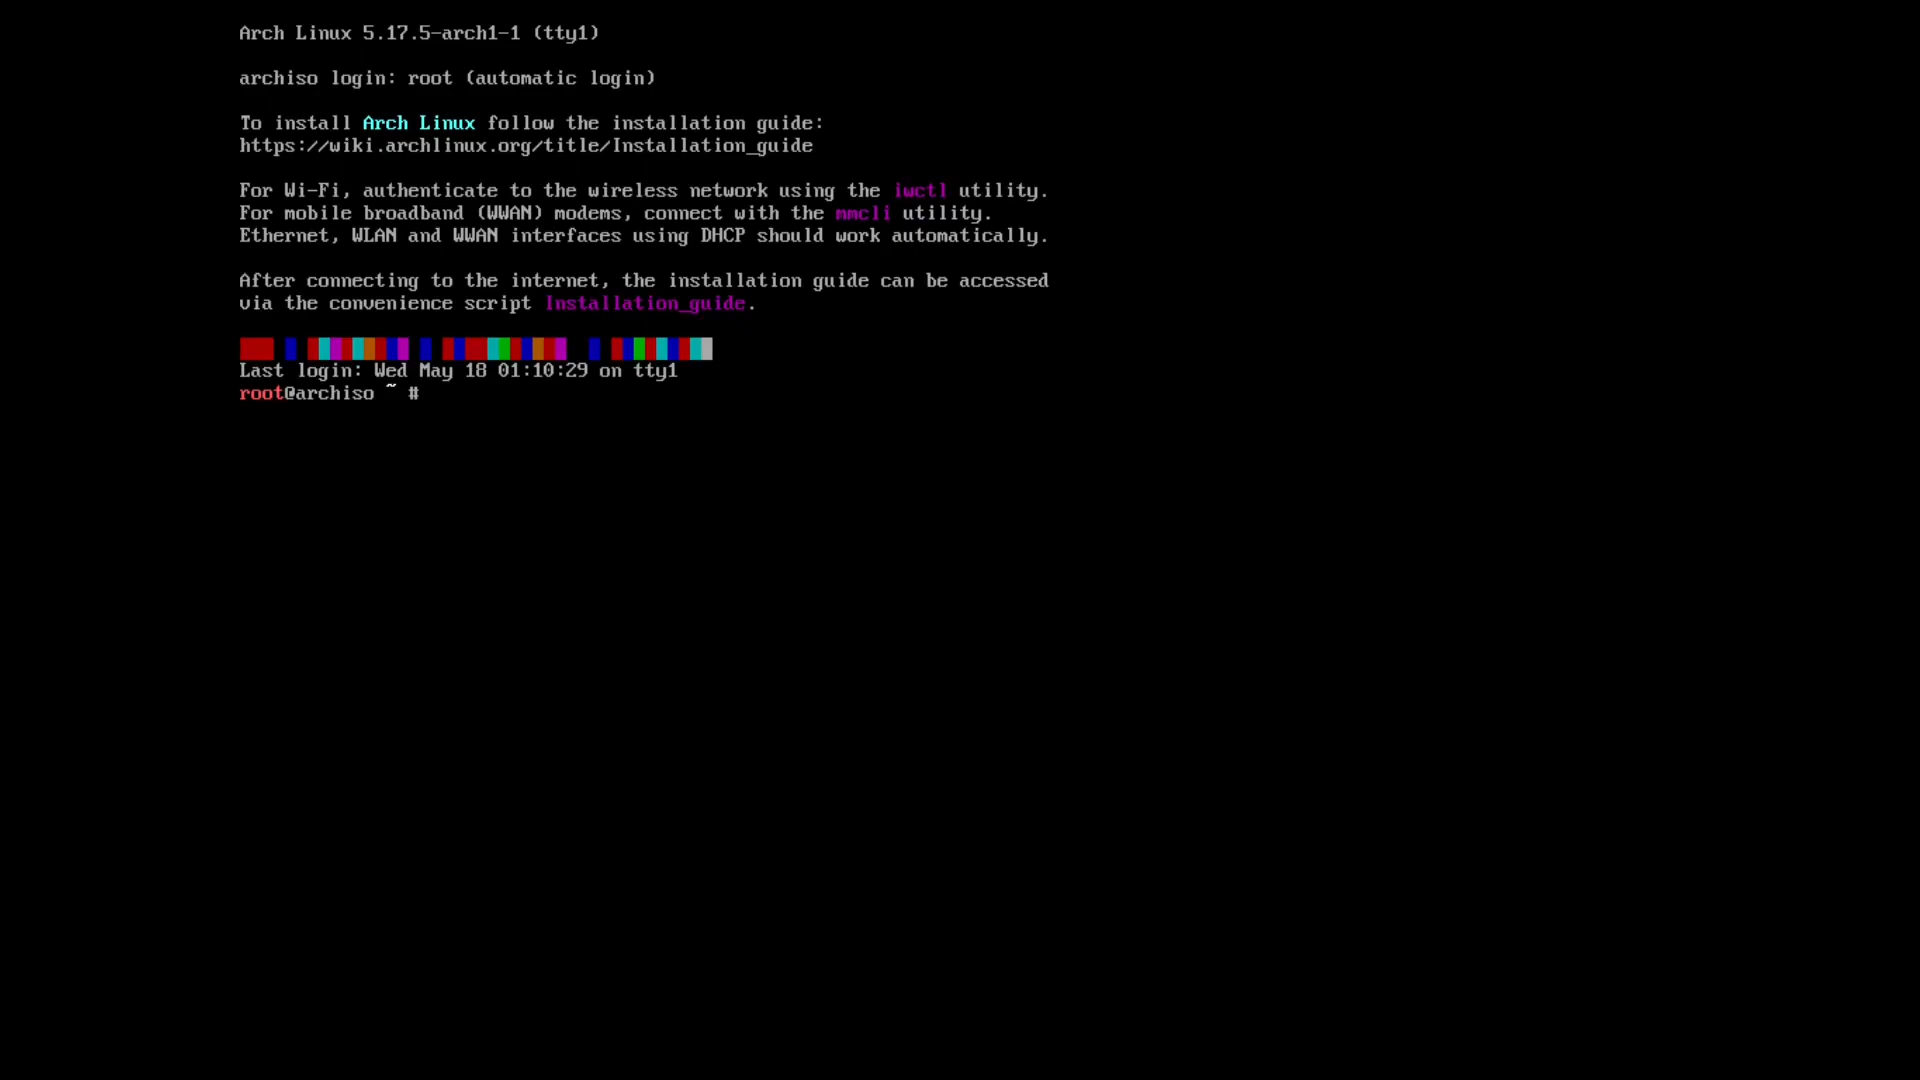 Arch Linux 5.17.5-arch1-1 (tty1)
archiso login: root (automatic login)
To install Arch Linux follow the installation guide:
https://wiki.archlinux.org/title/Installation_guide
For Wi-Fi, authenticate to the wireless network using the iwctl utility.
For mobile broadband (WWAN) modems, connect with the mmcli utility.
Ethernet, WLAN and WWAN interfaces using DHCP should work automatically.
After connecting to the internet, the installation guide can be accessed
via the convenience script Installation_guide.
Last login: Wed May 18 01:10:29 on tty1
root@archiso ~ #